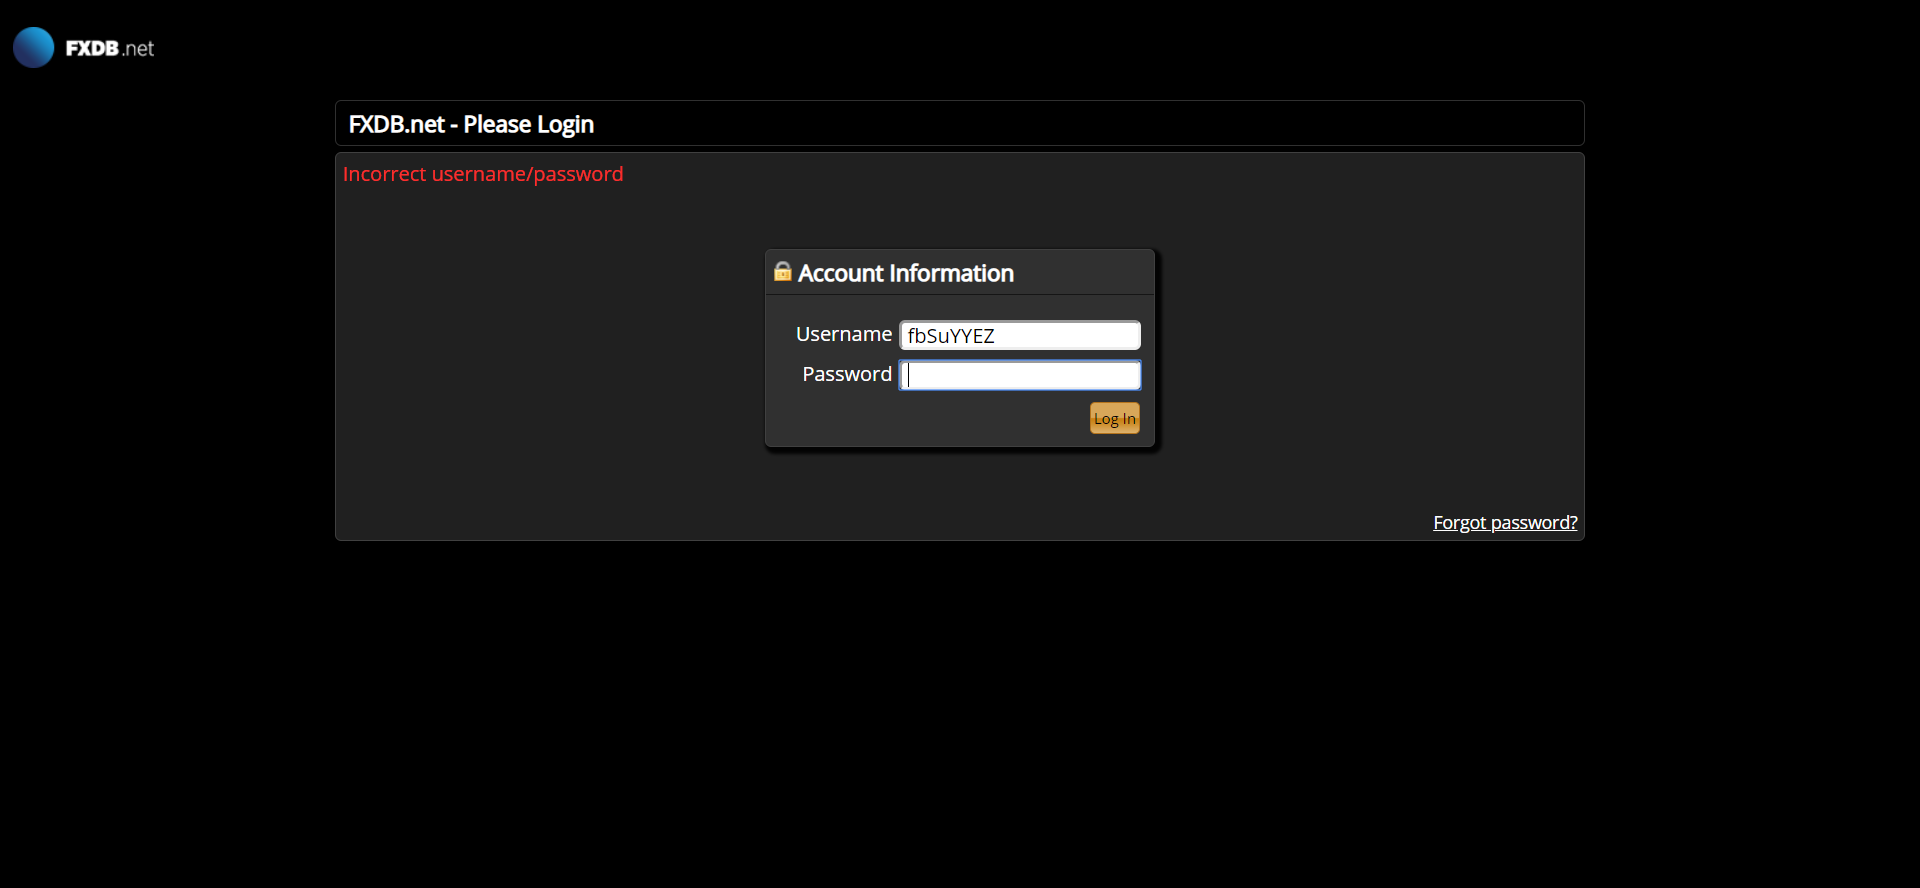 FXDB.net
FXDB.net - Please Login
Incorrect username/password
Account Information
Username fbSuYYEZ
Password
Log In
Forgot password?